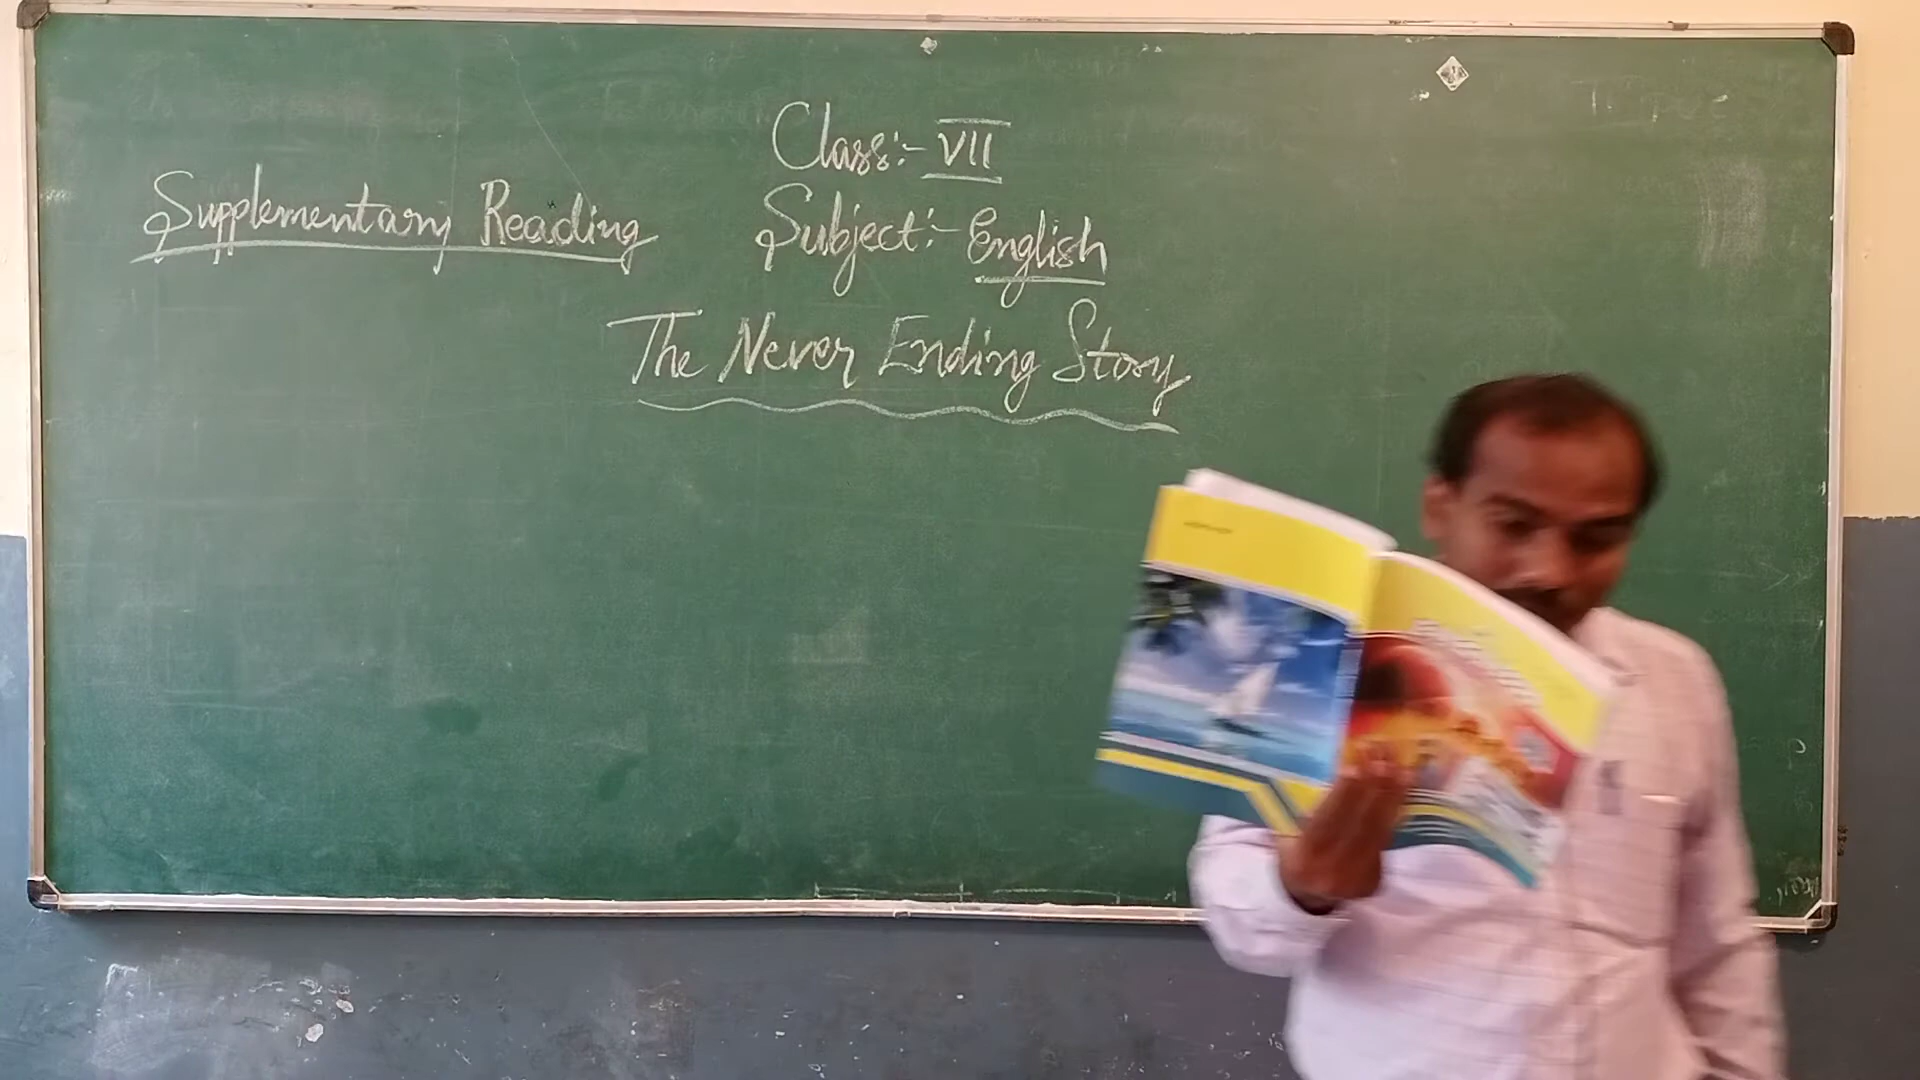 Class:- VII
Supplementary Reading
Subject:- English
The Never Ending Story